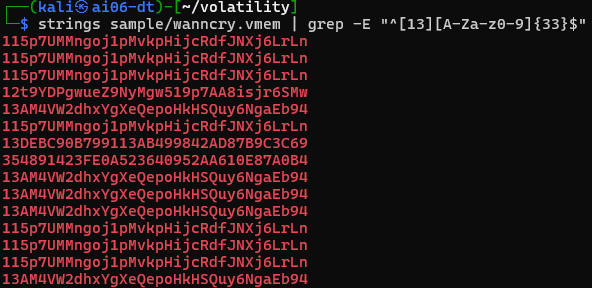 ┌──(kali㉿ai06-dt)-[~/volatility]
└─$ strings sample/wanncry.vmem | grep -E "^[13][A-Za-z0-9]{33}$"
115p7UMMngoj1pMvkpHijcRdfJNXj6LrLn
115p7UMMngoj1pMvkpHijcRdfJNXj6LrLn
115p7UMMngoj1pMvkpHijcRdfJNXj6LrLn
12t9YDPgwueZ9NyMgw519p7AA8isjr6SMw
13AM4VW2dhxYgXeQepoHkHSQuy6NgaEb94
115p7UMMngoj1pMvkpHijcRdfJNXj6LrLn
13DEBC90B799113AB499842AD87B9C3C69
354891423FE0A523640952AA610E87A0B4
13AM4VW2dhxYgXeQepoHkHSQuy6NgaEb94
13AM4VW2dhxYgXeQepoHkHSQuy6NgaEb94
13AM4VW2dhxYgXeQepoHkHSQuy6NgaEb94
115p7UMMngoj1pMvkpHijcRdfJNXj6LrLn
115p7UMMngoj1pMvkpHijcRdfJNXj6LrLn
115p7UMMngoj1pMvkpHijcRdfJNXj6LrLn
13AM4VW2dhxYgXeQepoHkHSQuy6NgaEb94